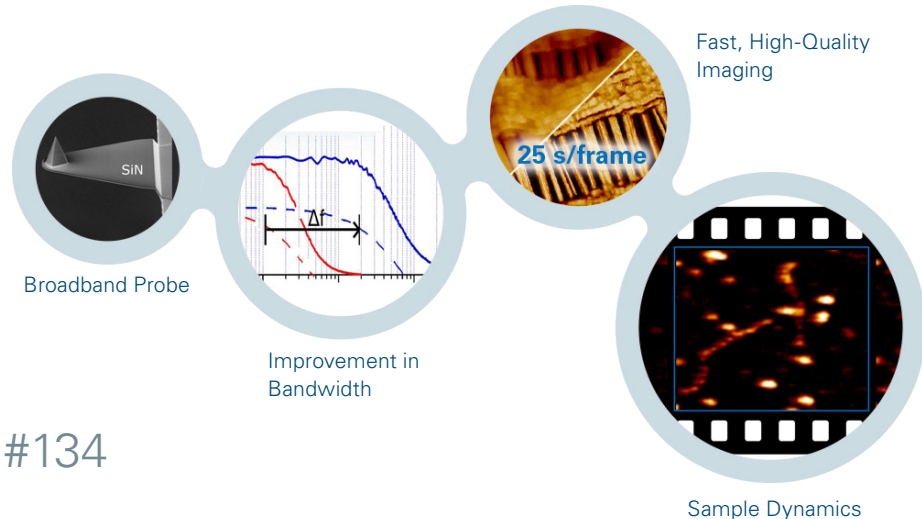 Fast, High-Quality
Imaging
25 s/frame
SiN
Δf
Broadband Probe
Improvement in
Bandwidth
#134
Sample Dynamics